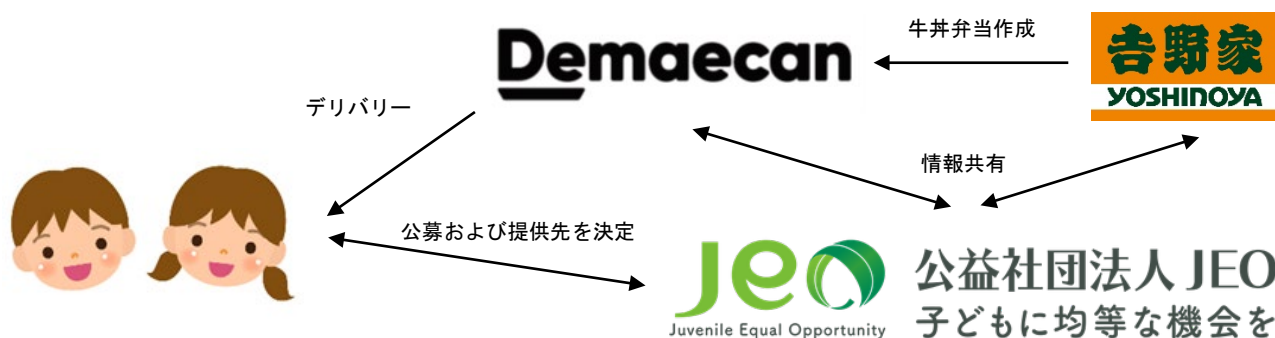 牛丼弁当作成
Demaecan
吉野家
YOSHINOYA
デリバリー
情報共有
公募および提供先を決定
JEO
Juvenile Equal Opportunity
公益社団法人 JEO
子どもに均等な機会を